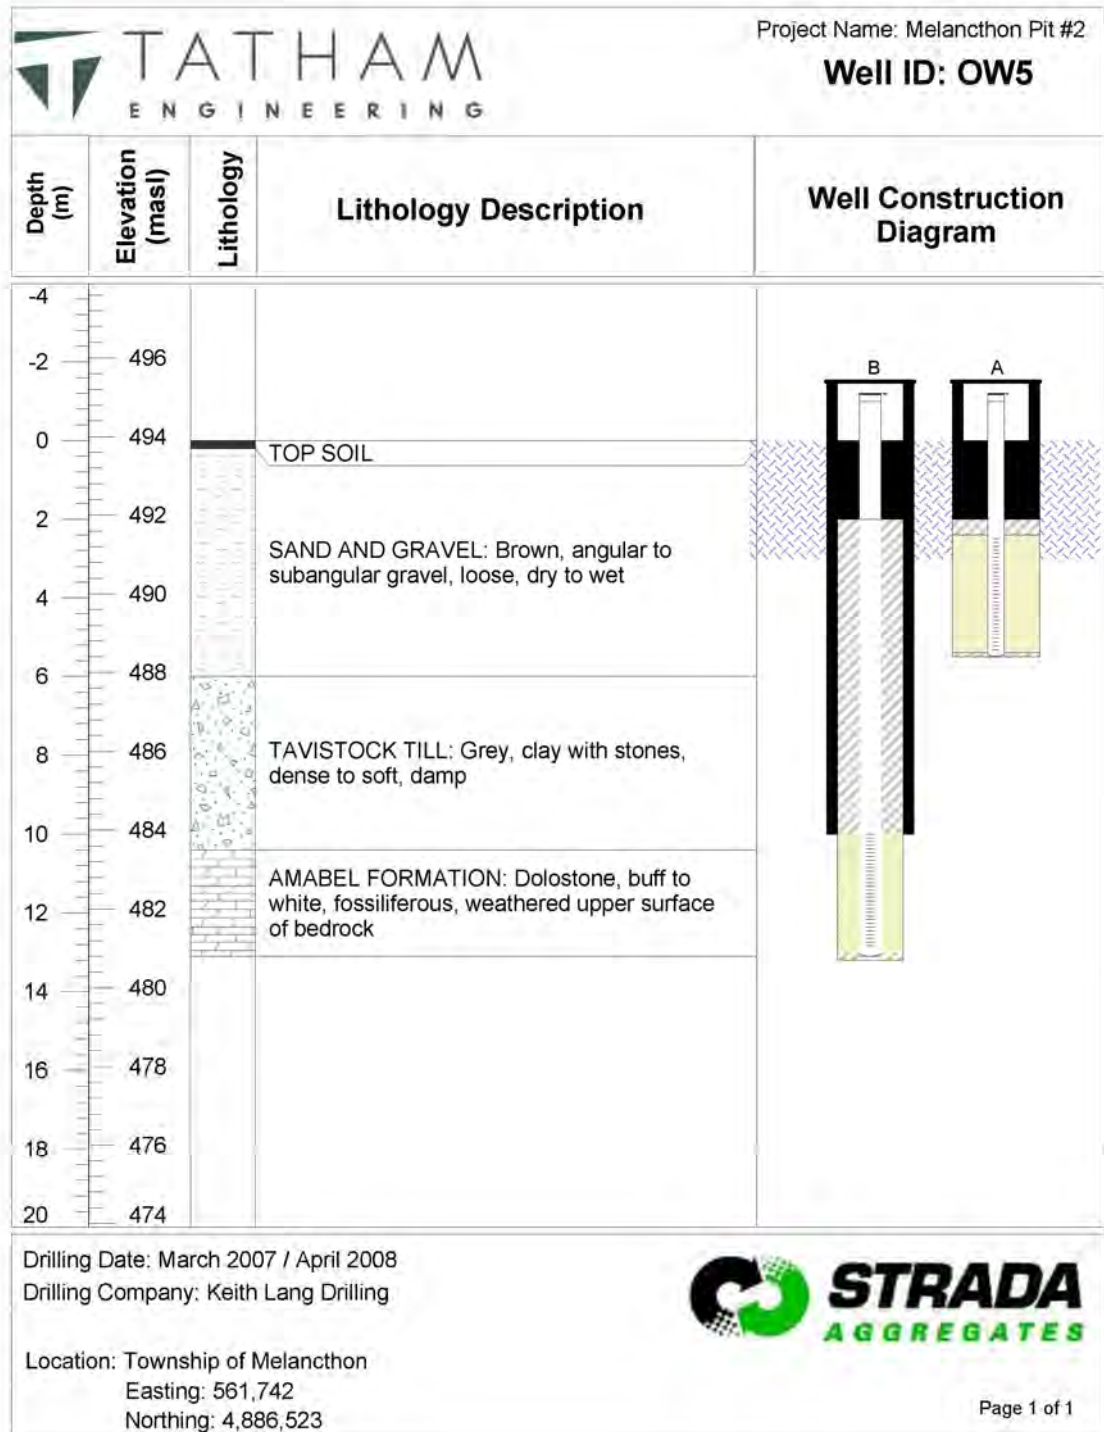 TATHAM
ENGINEERING
Project Name: Melancthon Pit #2
Well ID: OW5
Depth
(m)
Elevation
(masl)
Lithology
Lithology Description
Well Construction
Diagram
-4
-2
496
B
A
0
494
TOP SOIL
2
492
SAND AND GRAVEL: Brown, angular to
subangular gravel, loose, dry to wet
4
490
6
488
8
486
TAVISTOCK TILL: Grey, clay with stones,
dense to soft, damp
10
484
AMABEL FORMATION: Dolostone, buff to
white, fossiliferous, weathered upper surface
of bedrock
12
482
14
480
16
478
18
476
20
474
Drilling Date: March 2007 / April 2008
Drilling Company: Keith Lang Drilling
Location: Township of Melancthon
Easting: 561,742
Northing: 4,886,523
STRADA
AGGREGATES
Page 1 of 1